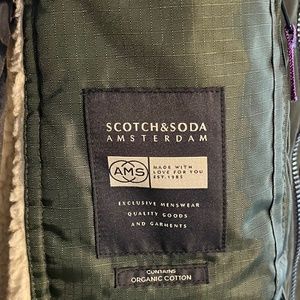 SCOTCH&SODA
AMSTERDAM
AMS
MADE WITH
LOVE FOR YOU
EST. 1985
EXCLUSIVE MENSWEAR
QUALITY GOODS
AND GARMENTS
CONTAINS
ORGANIC COTTON